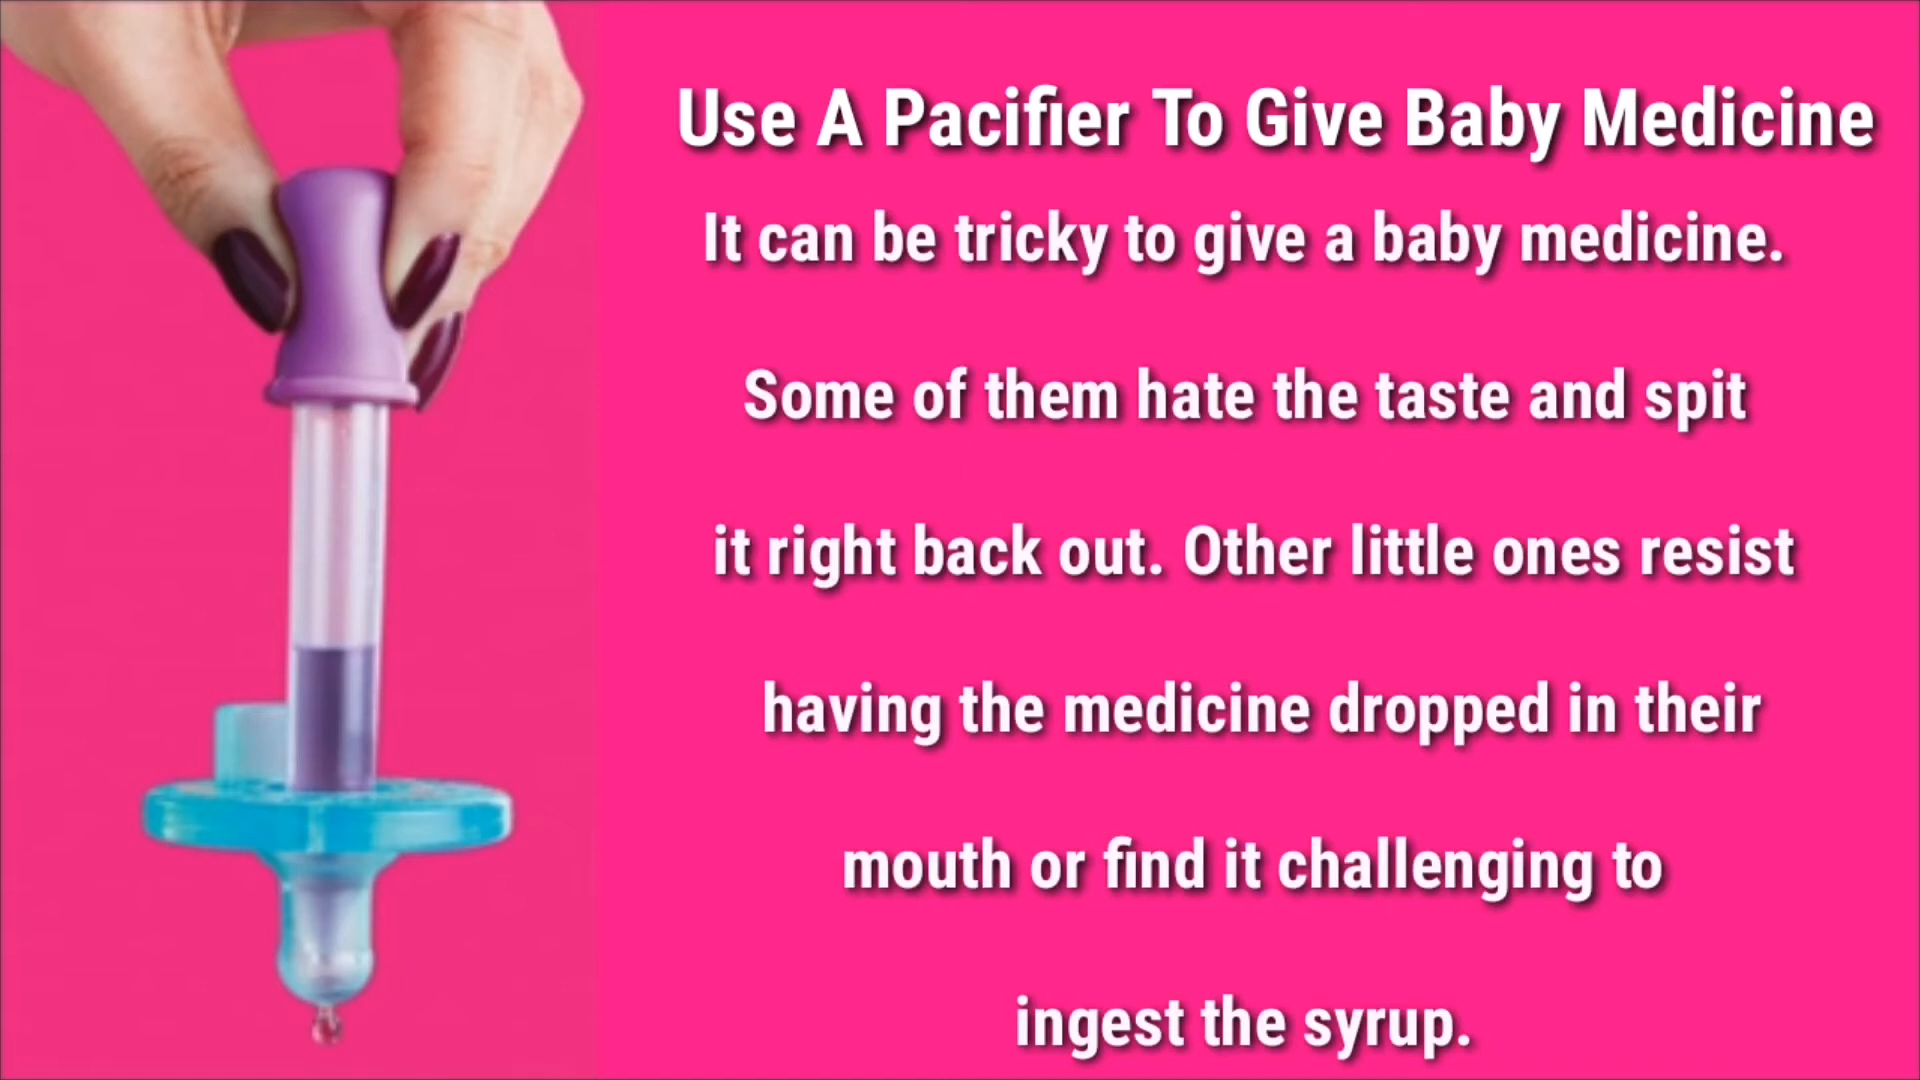 Use A Pacifier To Give Baby Medicine
It can be tricky to give a baby medicine.
Some of them hate the taste and spit
it right back out. Other little ones resist
having the medicine dropped in their
mouth or find it challenging to
ingest the syrup.